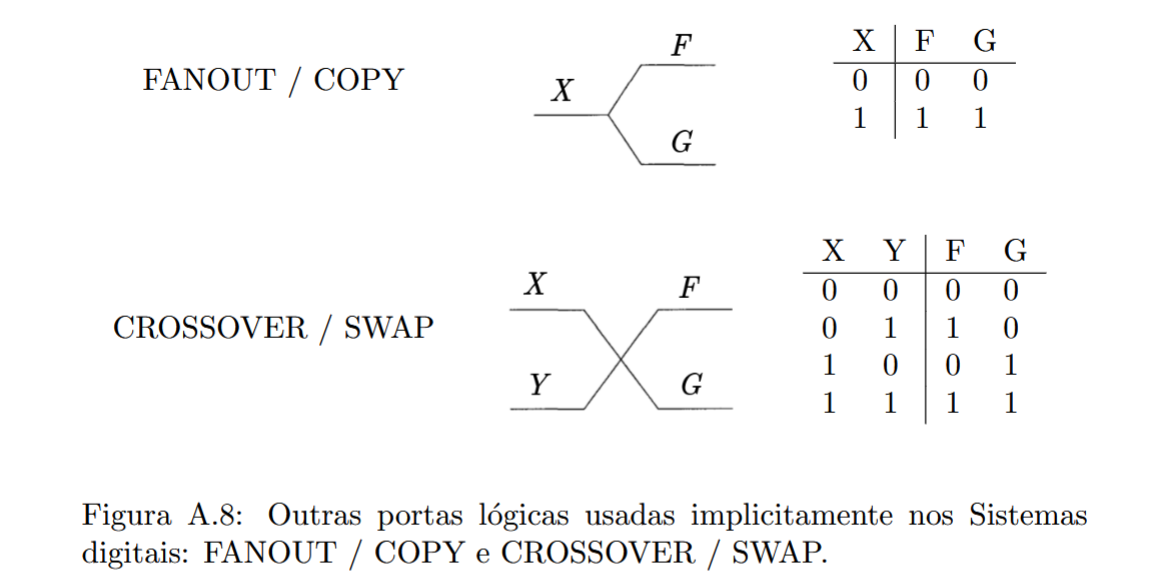 FANOUT / COPY
X
F
G
X F G
0 0 0
1 1 1
CROSSOVER / SWAP
X
F
Y
G
X Y F G
0 0 0 0
0 1 1 0
1 0 0 1
1 1 1 1
Figura A.8: Outras portas lógicas usadas implicitamente nos Sistemas
digitais: FANOUT / COPY e CROSSOVER / SWAP.